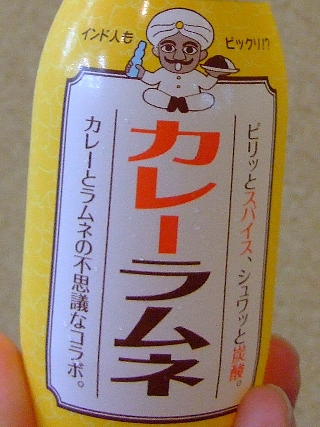 インド人も
ビックリ!?
ピリッとスパイス、シュワッと炭酸。
カレーラムネ
カレーとラムネの不思議なコラボ。